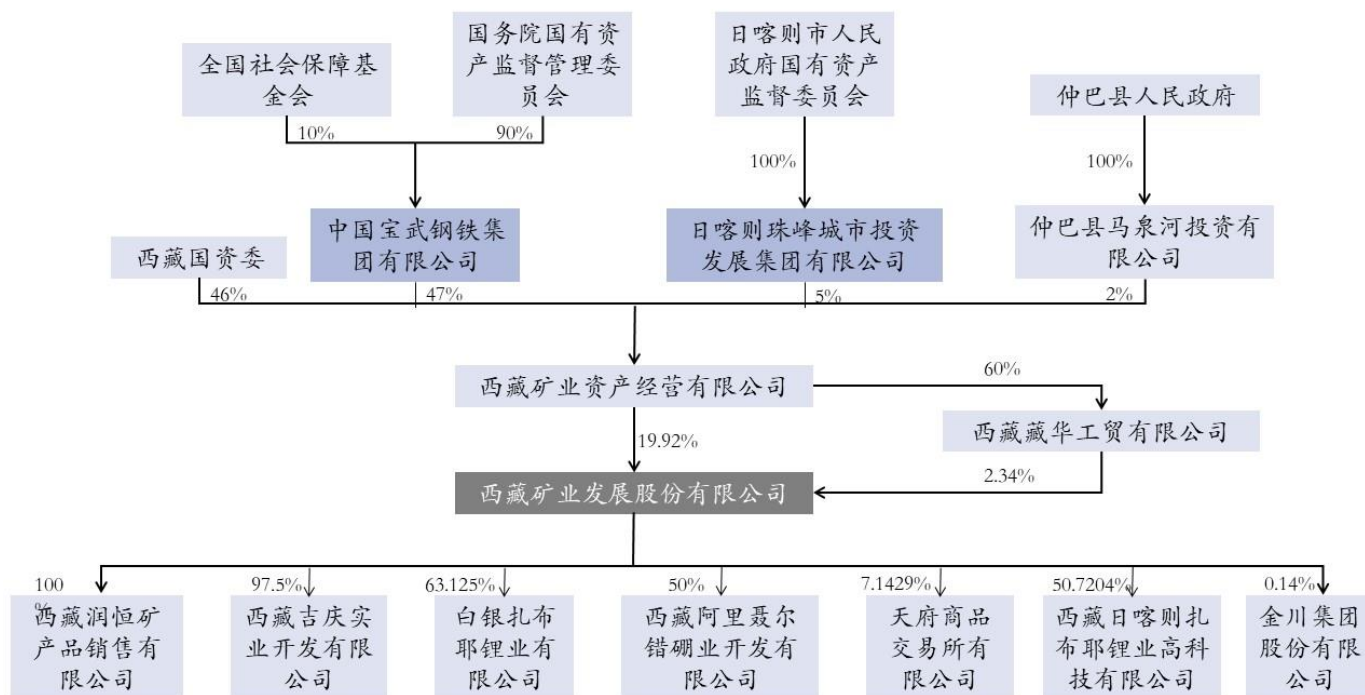 全国社会保障基
金会
国务院国有资
产监督管理委
员会
日喀则市人民
政府国有资产
监督委员会
仲巴县人民政府
10%
90%
100%
100%
西藏国资委
中国宝武钢铁集
团有限公司
日喀则珠峰城市投资
发展集团有限公司
仲巴县马泉河投资有
限公司
46%
47%
5%
2%
西藏矿业资产经营有限公司
60%
西藏藏华工贸有限公司
19.92%
2.34%
西藏矿业发展股份有限公司
100
%
97.5%
63.125%
50%
7.1429%
50.7204%
0.14%
西藏润恒矿
产品销售有
限公司
西藏吉庆实
业开发有限
公司
白银扎布
耶锂业有
限公司
西藏阿里聂尔
错硼业开发有
限公司
天府商品
交易所有
限公司
西藏日喀则扎
布耶锂业高科
技有限公司
金川集团
股份有限
公司